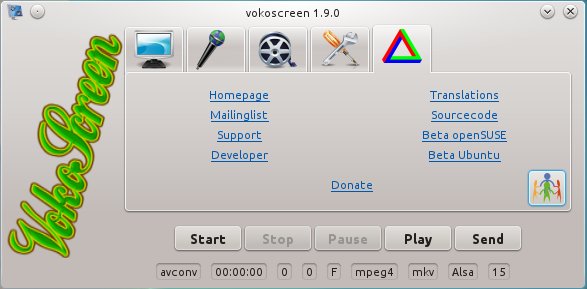 vokoscreen 1.9.0
VokoScreen
Homepage Translations
Mailinglist Sourcecode
Support Beta openSUSE
Developer Beta Ubuntu
Donate
Start Stop Pause Play Send
avconv 00:00:00 0 0 F mpeg4 mkv Alsa 15